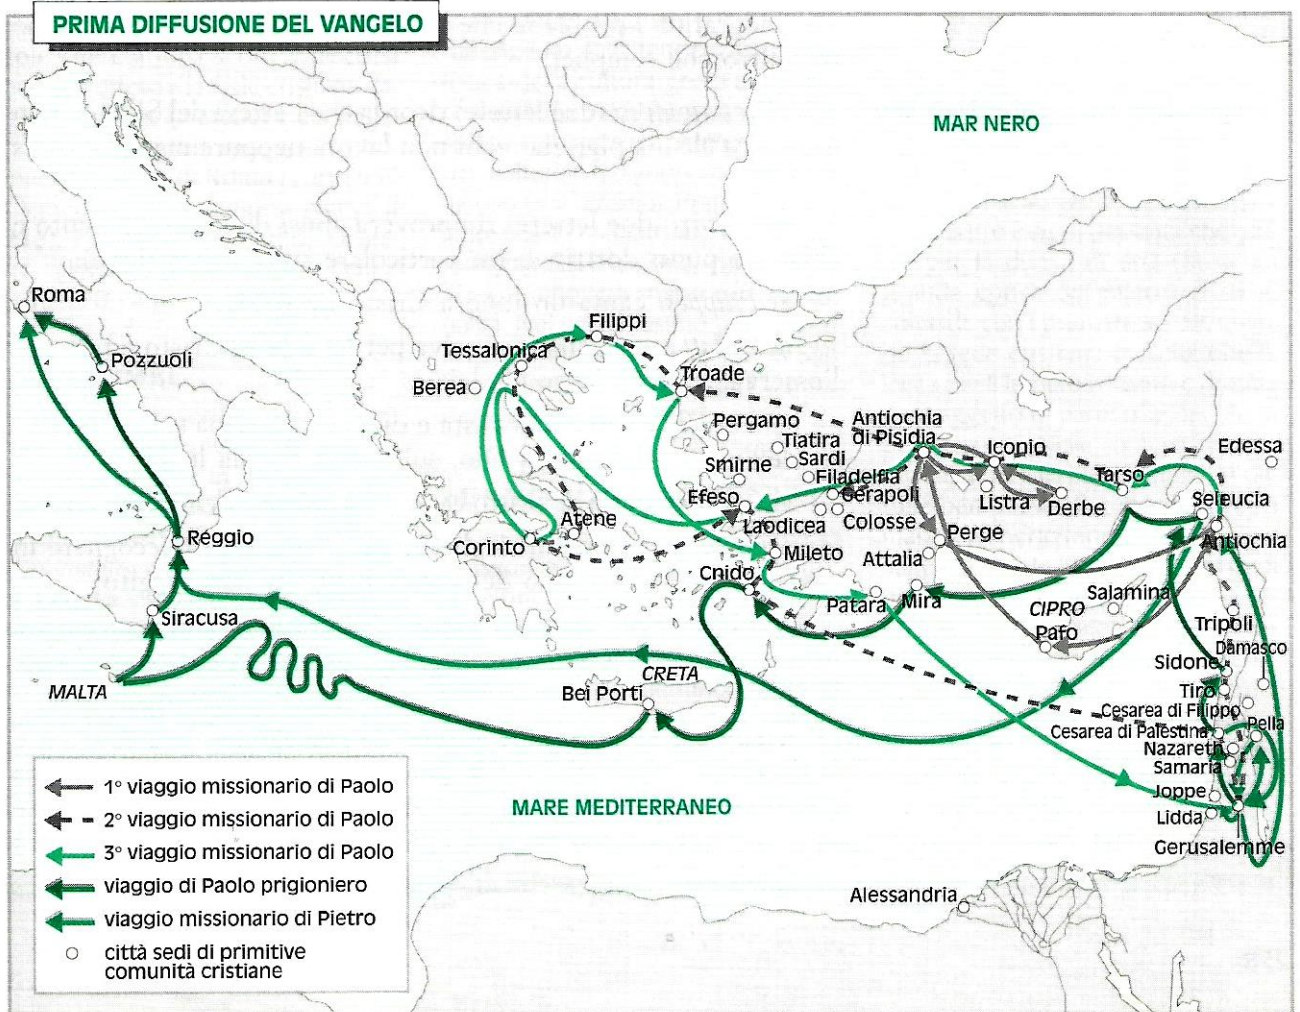 PRIMA DIFFUSIONE DEL VANGELO
MAR NERO
Roma
Pozzuoli
Filippi
Tessalonica
Berea
Troade
Pergamo
Antiochia
di Pisidia
Tiatira
Sardi
Smirne
Filadelfia
Iconio
Edessa
Tarso
Efeso
Gerapoli
Listra
Derbe
Seleucia
Atene
Laodicea
Colosse
Perge
Reggio
Corinto
Mileto
Attalia
Antiochia
Cnido
Patara
Mira
Salamina
CIPRO
Siracusa
Pafo
Tripoli
Damasco
Sidone
MALTA
CRETA
Bei Porti
Tiro
Cesarea di Filippo
Pella
Cesarea di Palestina
Nazareth
Samaria
Joppe
Lidda
Gerusalemme
MARE MEDITERRANEO
Alessandria
1° viaggio missionario di Paolo
2° viaggio missionario di Paolo
3° viaggio missionario di Paolo
viaggio di Paolo prigioniero
viaggio missionario di Pietro
città sedi di primitive
comunità cristiane